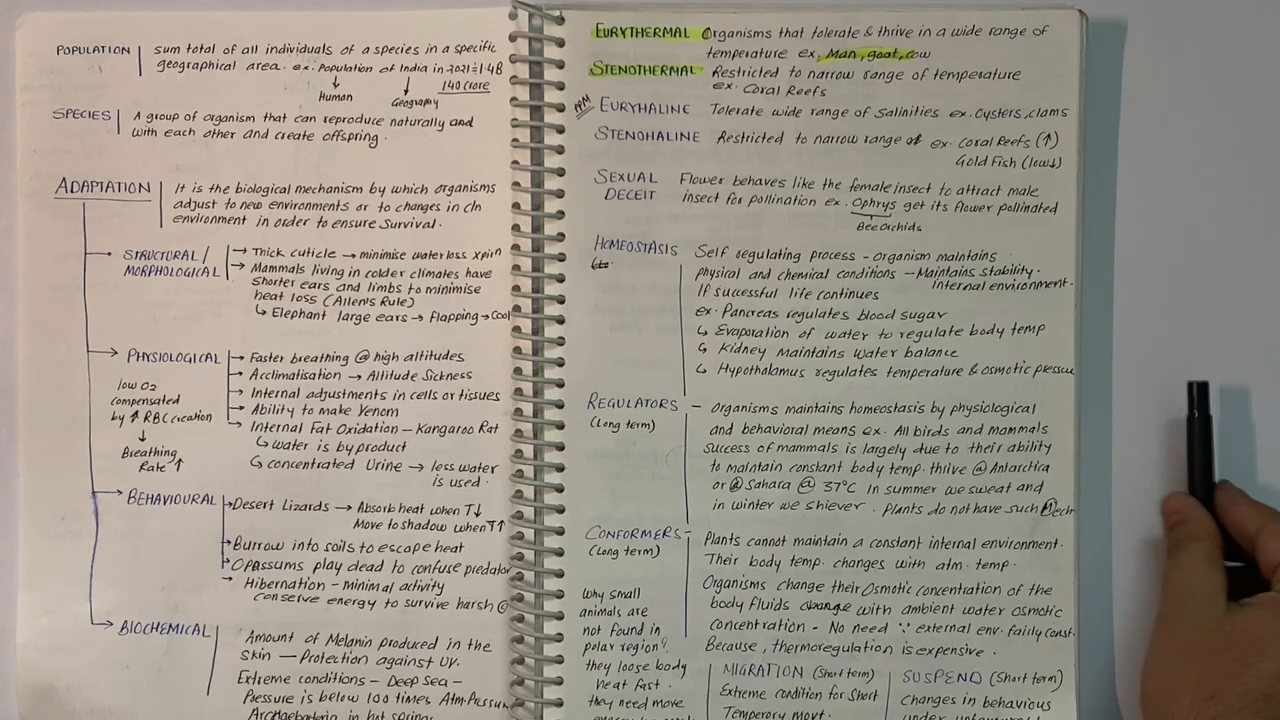 POPULATION
sum total of all individuals of a species in a specific
geographical area. ex. Population of India in 2021 = 1.4B
140 crore
Human
Geography
SPECIES
A group of organism that can reproduce naturally and
with each other and create offspring.
ADAPTATION
It is the biological mechanism by which organisms
adjust to new environments or to changes in c/n
environment in order to ensure Survival.
STRUCTURAL /
MORPHOLOGICAL
→ Thick cuticle → minimise water loss xpirn
→ Mammals living in colder climates have
shorter ears and limbs to minimise
heat loss (Allen's Rule)
↳ Elephant large ears → Flapping → Cool
PHYSIOLOGICAL
→ Faster breathing @ high altitudes
→ Acclimatisation → Altitude Sickness
→ Internal adjustments in cells or tissues
→ Ability to make Venom
→ Internal Fat Oxidation – Kangaroo Rat
↳ water is by product
↳ concentrated Urine → less water
is used.
low O2
compensated
by ↑ RBC creation
↓
Breathing
Rate ↑
BEHAVIOURAL
→ Desert Lizards → Absorb heat when T↓
Move to shadow when T↑
→ Burrow into soils to escape heat
→ Opassums play dead to confuse predator
→ Hibernation – minimal activity
conserve energy to survive harsh
BIOCHEMICAL
Amount of Melanin produced in the
skin — Protection against UV.
Extreme conditions – Deep Sea –
Pressure is below 100 times Atm. Pressure
Archaebacteria in hot springs
EURYTHERMAL Organisms that tolerate & thrive in a wide range of
temperature ex. Man, goat, cow
STENOTHERMAL Restricted to narrow range of temperature
ex. Coral Reefs
EURYHALINE Tolerate wide range of Salinities ex. Oysters, clams
STENOHALINE Restricted to narrow range of ex. Coral Reefs (↑)
Gold Fish (low↓)
SEXUAL
DECEIT
Flower behaves like the female insect to attract male
insect for pollination ex. Ophrys get its flower pollinated
Bee Orchids
HOMEOSTASIS
Self regulating process – organism maintains
physical and chemical conditions – Maintains stability.
internal environment.
If successful life continues
ex. Pancreas regulates blood sugar
↳ Evaporation of water to regulate body temp
↳ Kidney Maintains Water balance
↳ Hypothalamus regulates temperature & osmotic pressu
REGULATORS –
(Long term)
Organisms maintains homeostasis by physiological
and behavioral means ex. All birds and mammals
success of mammals is largely due to their ability
to maintain constant body temp. thrive @ Antarctica
or @ Sahara @ 37°C In summer we sweat and
in winter we shiever. Plants do not have such Mech
CONFORMERS –
(Long term)
Plants cannot maintain a constant internal environment.
Their body temp. changes with atm. temp.
Organisms change their Osmotic concentration of the
body fluids change with ambient water osmotic
concentration – No need ∵ external env. fairly const.
Because, thermoregulation is expensive.
Why small
animals are
not found in
polar region?
they loose body
heat fast.
they need more
MIGRATION (Short term)
Extreme condition for Short
Temporary movt.
SUSPEND (Short term)
changes in behavious